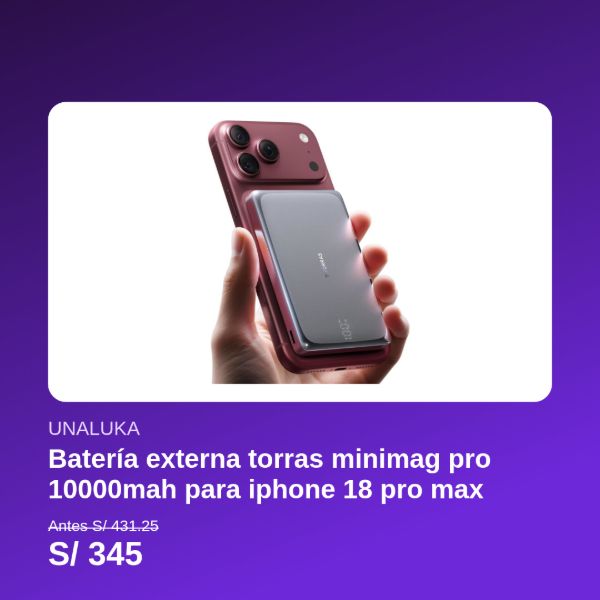 UNALUKA
Batería externa torras minimag pro
10000mah para iphone 18 pro max
Antes S/ 431.25
S/ 345